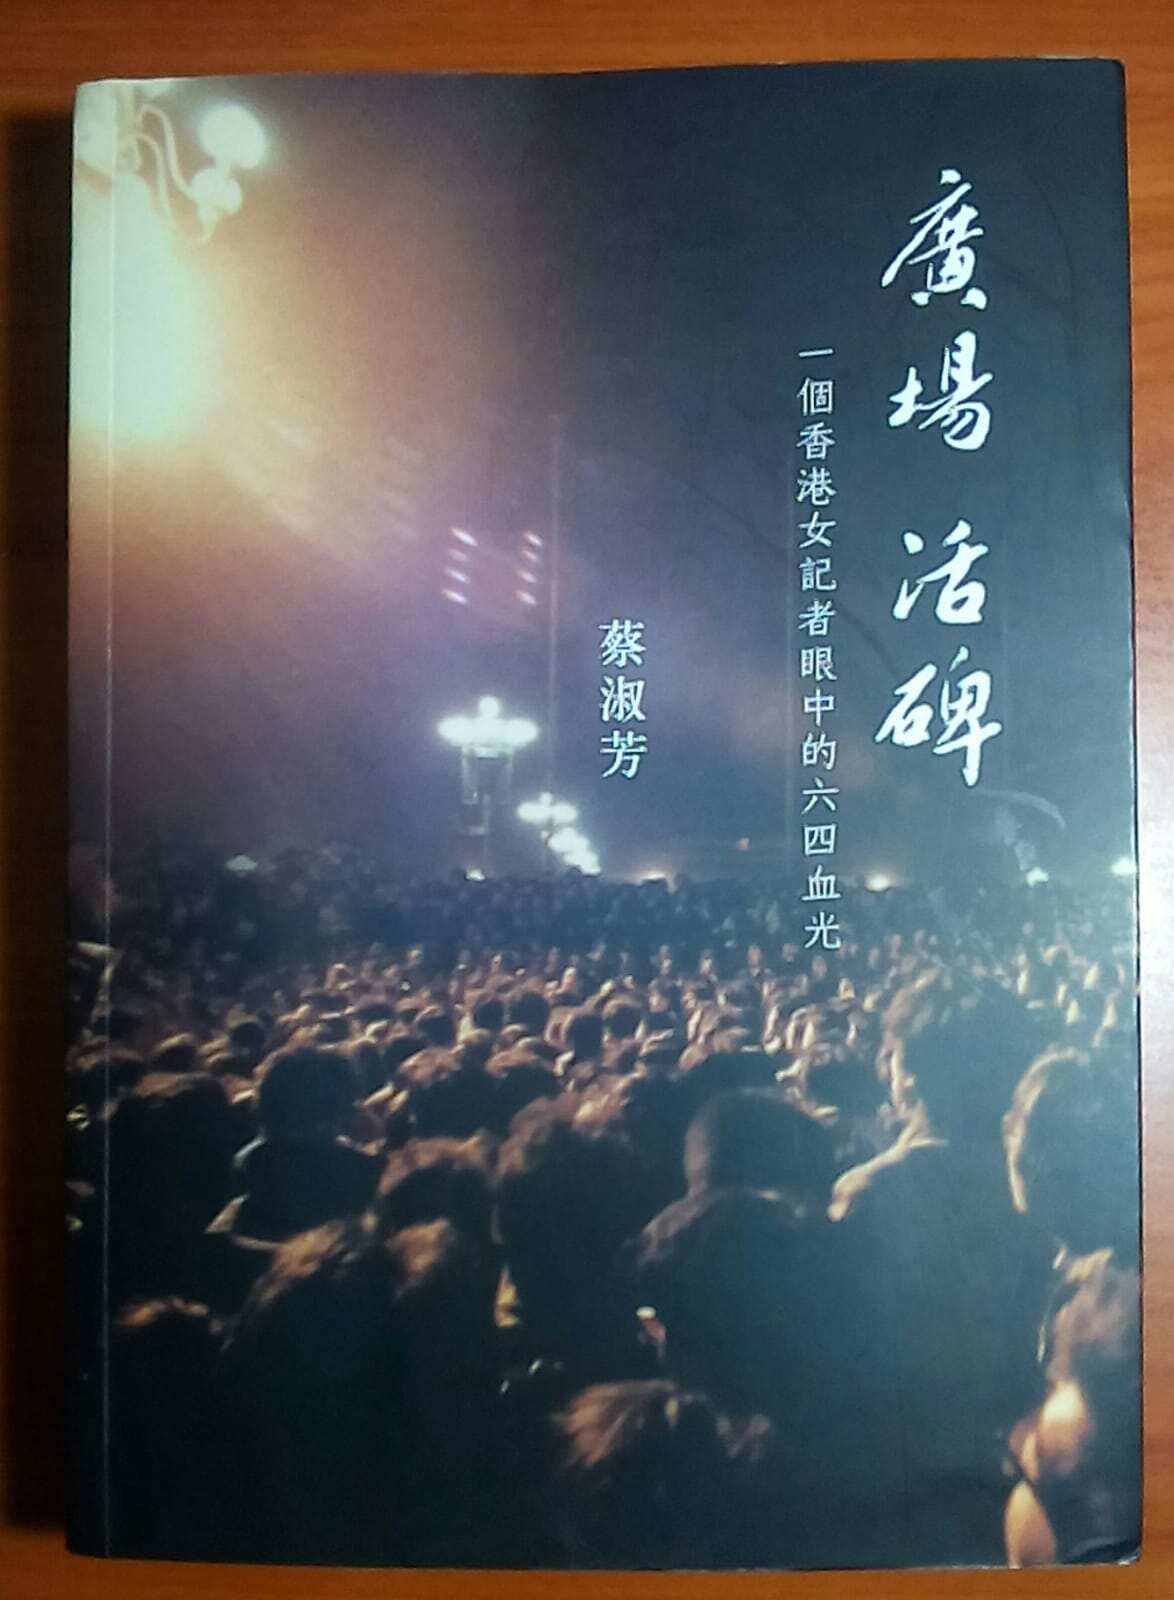 廣場 活碑
一個香港女記者眼中的六四血光
蔡淑芳